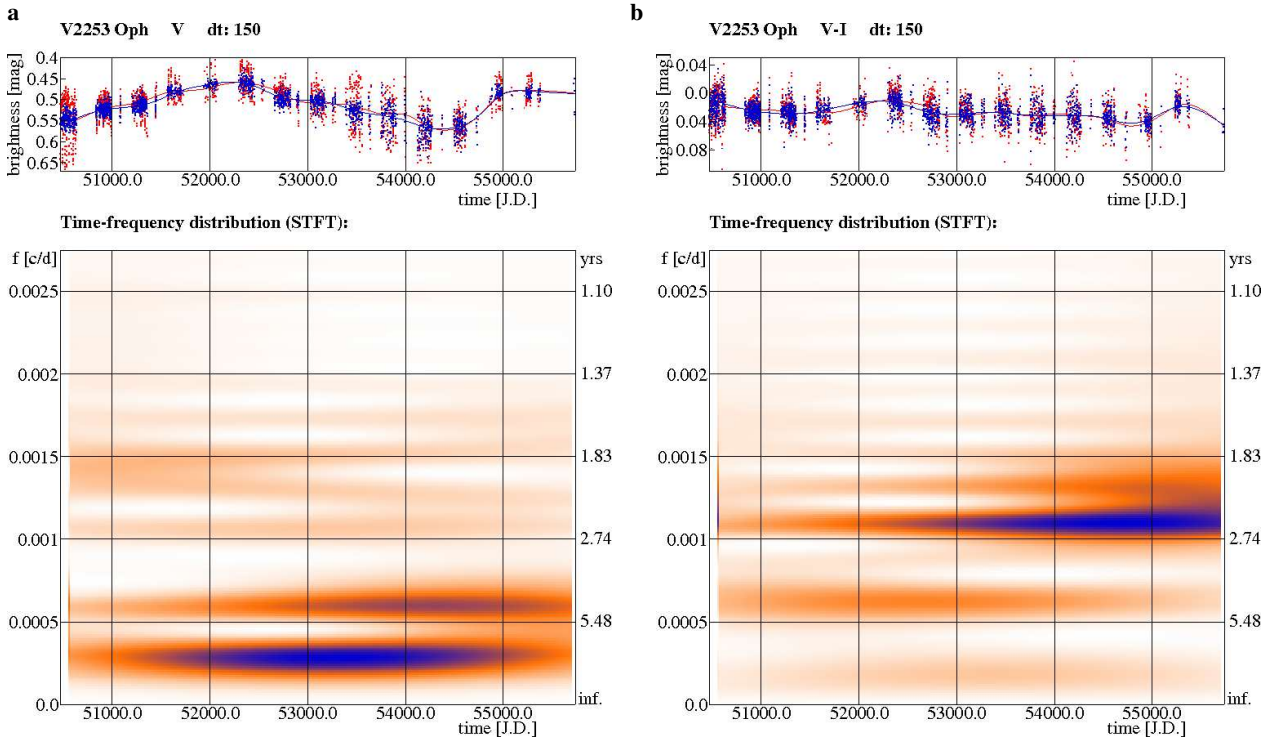 a
V2253 Oph V dt: 150
brightness [mag]
0.4
0.45
0.5
0.55
0.6
0.65
51000.0 52000.0 53000.0 54000.0 55000.0
time [J.D.]
Time-frequency distribution (STFT):
f [c/d]
0.0025
0.002
0.0015
0.001
0.0005
0.0
yrs
1.10
1.37
1.83
2.74
5.48
inf.
51000.0 52000.0 53000.0 54000.0 55000.0
time [J.D.]
b
V2253 Oph V-I dt: 150
brightness [mag]
0.04
0.0
0.04
0.08
51000.0 52000.0 53000.0 54000.0 55000.0
time [J.D.]
Time-frequency distribution (STFT):
f [c/d]
0.0025
0.002
0.0015
0.001
0.0005
0.0
yrs
1.10
1.37
1.83
2.74
5.48
inf.
51000.0 52000.0 53000.0 54000.0 55000.0
time [J.D.]